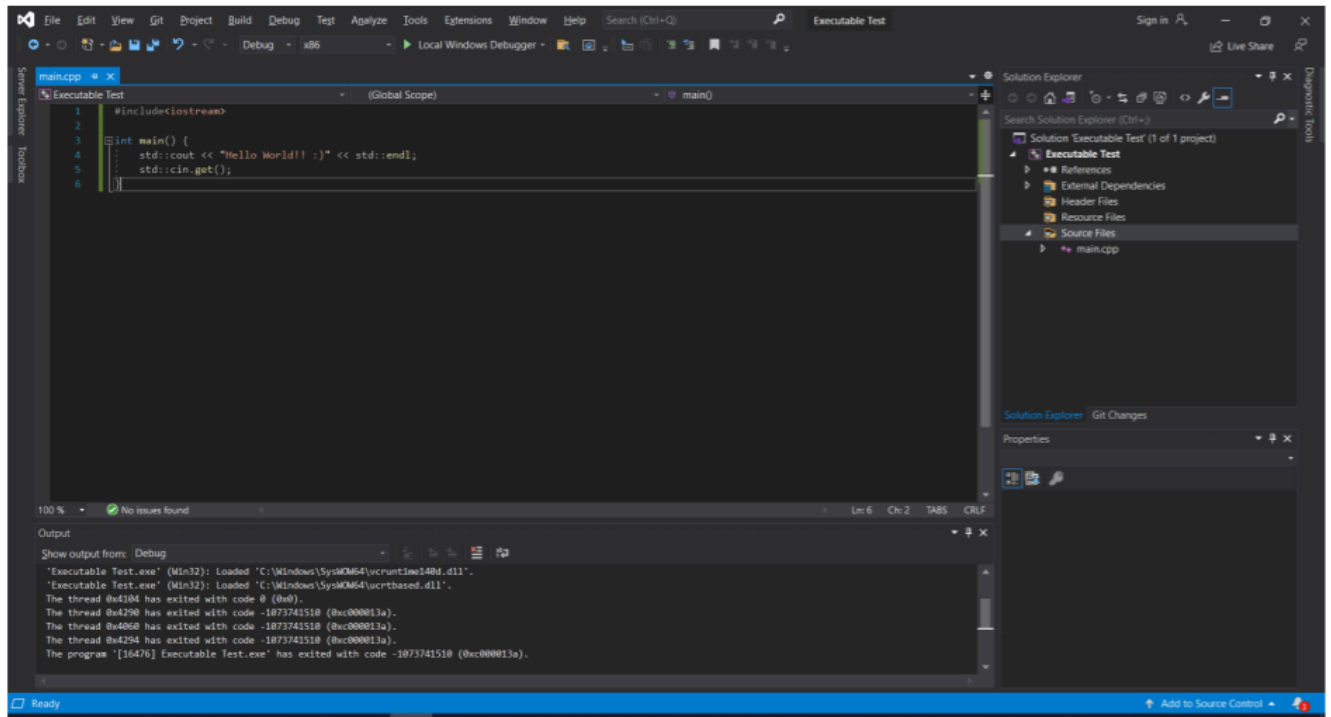 File Edit View Git Project Build Debug Test Analyze Tools Extensions Window Help Search (Ctrl+Q) Executable Test Sign in
Debug x86 Local Windows Debugger Live Share
Server Explorer
Toolbox
main.cpp
Executable Test (Global Scope) main()
1 #include<iostream>
2
3 int main() {
4 std::cout << "Hello World!! :)" << std::endl;
5 std::cin.get();
6 }
100 % No issues found Ln: 6 Ch: 2 TABS CRLF
Output
Show output from: Debug
'Executable Test.exe' (Win32): Loaded 'C:\Windows\SysWOW64\vcruntime140d.dll'.
'Executable Test.exe' (Win32): Loaded 'C:\Windows\SysWOW64\ucrtbased.dll'.
The thread 0x4104 has exited with code 0 (0x0).
The thread 0x4290 has exited with code -1073741510 (0xc000013a).
The thread 0x4060 has exited with code -1073741510 (0xc000013a).
The thread 0x4294 has exited with code -1073741510 (0xc000013a).
The program '[16476] Executable Test.exe' has exited with code -1073741510 (0xc000013a).
Solution Explorer
Search Solution Explorer (Ctrl+;)
Solution 'Executable Test' (1 of 1 project)
Executable Test
References
External Dependencies
Header Files
Resource Files
Source Files
main.cpp
Solution Explorer Git Changes
Properties
Diagnostic Tools
Ready Add to Source Control